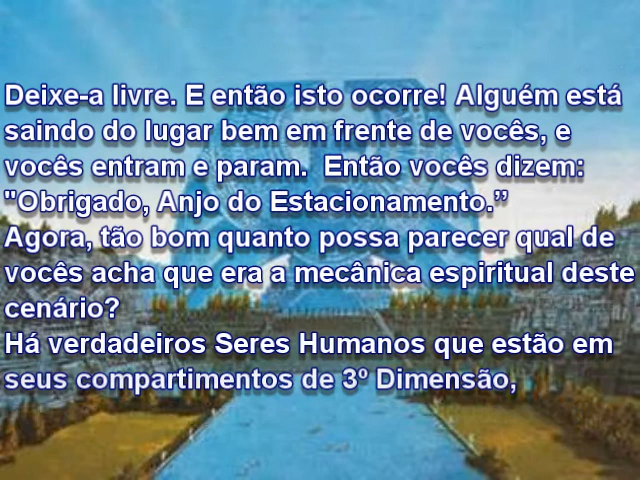 Deixe-a livre. E então isto ocorre! Alguém está
saindo do lugar bem em frente de vocês, e
vocês entram e param.  Então vocês dizem:
"Obrigado, Anjo do Estacionamento.”
Agora, tão bom quanto possa parecer qual de
vocês acha que era a mecânica espiritual deste
cenário?
Há verdadeiros Seres Humanos que estão em
seus compartimentos de 3º Dimensão,